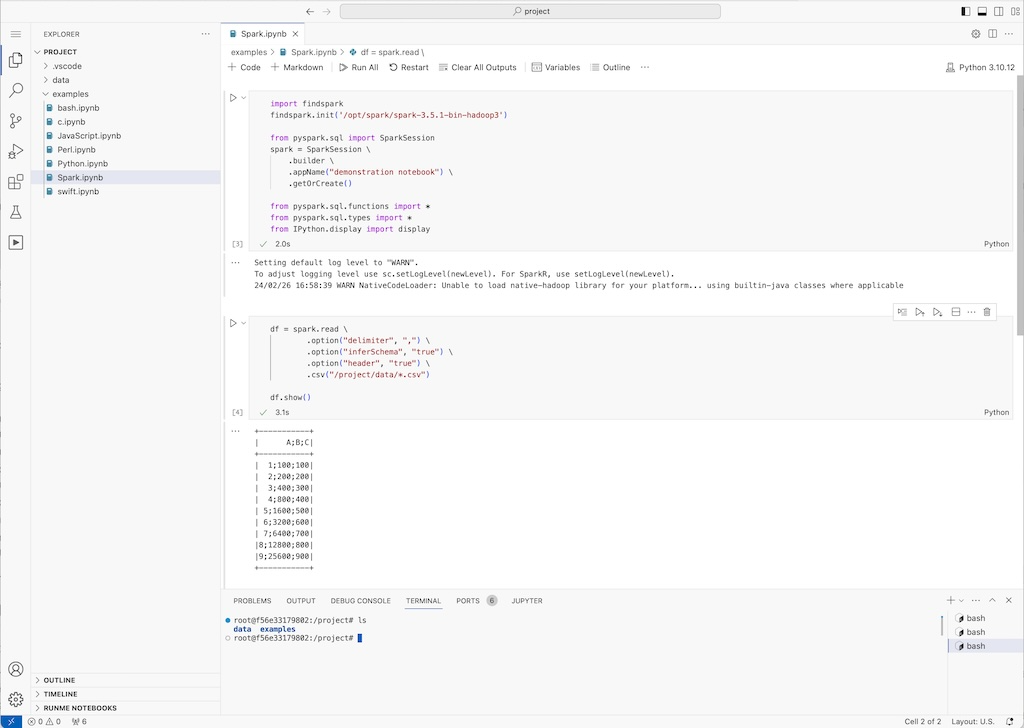 project
EXPLORER
PROJECT
.vscode
data
examples
bash.ipynb
c.ipynb
JavaScript.ipynb
Perl.ipynb
Python.ipynb
Spark.ipynb
swift.ipynb
OUTLINE
TIMELINE
RUNME NOTEBOOKS
Spark.ipynb
examples > Spark.ipynb > df = spark.read \
+ Code + Markdown Run All Restart Clear All Outputs Variables Outline ... Python 3.10.12
import findspark
findspark.init('/opt/spark/spark-3.5.1-bin-hadoop3')
from pyspark.sql import SparkSession
spark = SparkSession \
.builder \
.appName("demonstration notebook") \
.getOrCreate()
from pyspark.sql.functions import *
from pyspark.sql.types import *
from IPython.display import display
[3] 2.0s Python
Setting default log level to "WARN".
To adjust logging level use sc.setLogLevel(newLevel). For SparkR, use setLogLevel(newLevel).
24/02/26 16:58:39 WARN NativeCodeLoader: Unable to load native-hadoop library for your platform... using builtin-java classes where applicable
df = spark.read \
.option("delimiter", ",") \
.option("inferSchema", "true") \
.option("header", "true") \
.csv("/project/data/*.csv")
df.show()
[4] 3.1s Python
+-----------+
|      A;B;C|
+-----------+
|  1;100;100|
|  2;200;200|
|  3;400;300|
|  4;800;400|
| 5;1600;500|
| 6;3200;600|
| 7;6400;700|
|8;12800;800|
|9;25600;900|
+-----------+
PROBLEMS OUTPUT DEBUG CONSOLE TERMINAL PORTS 6 JUPYTER
root@f56e33179802:/project# ls
data examples
root@f56e33179802:/project#
bash
bash
bash
0 0 6 Cell 2 of 2 Layout: U.S.